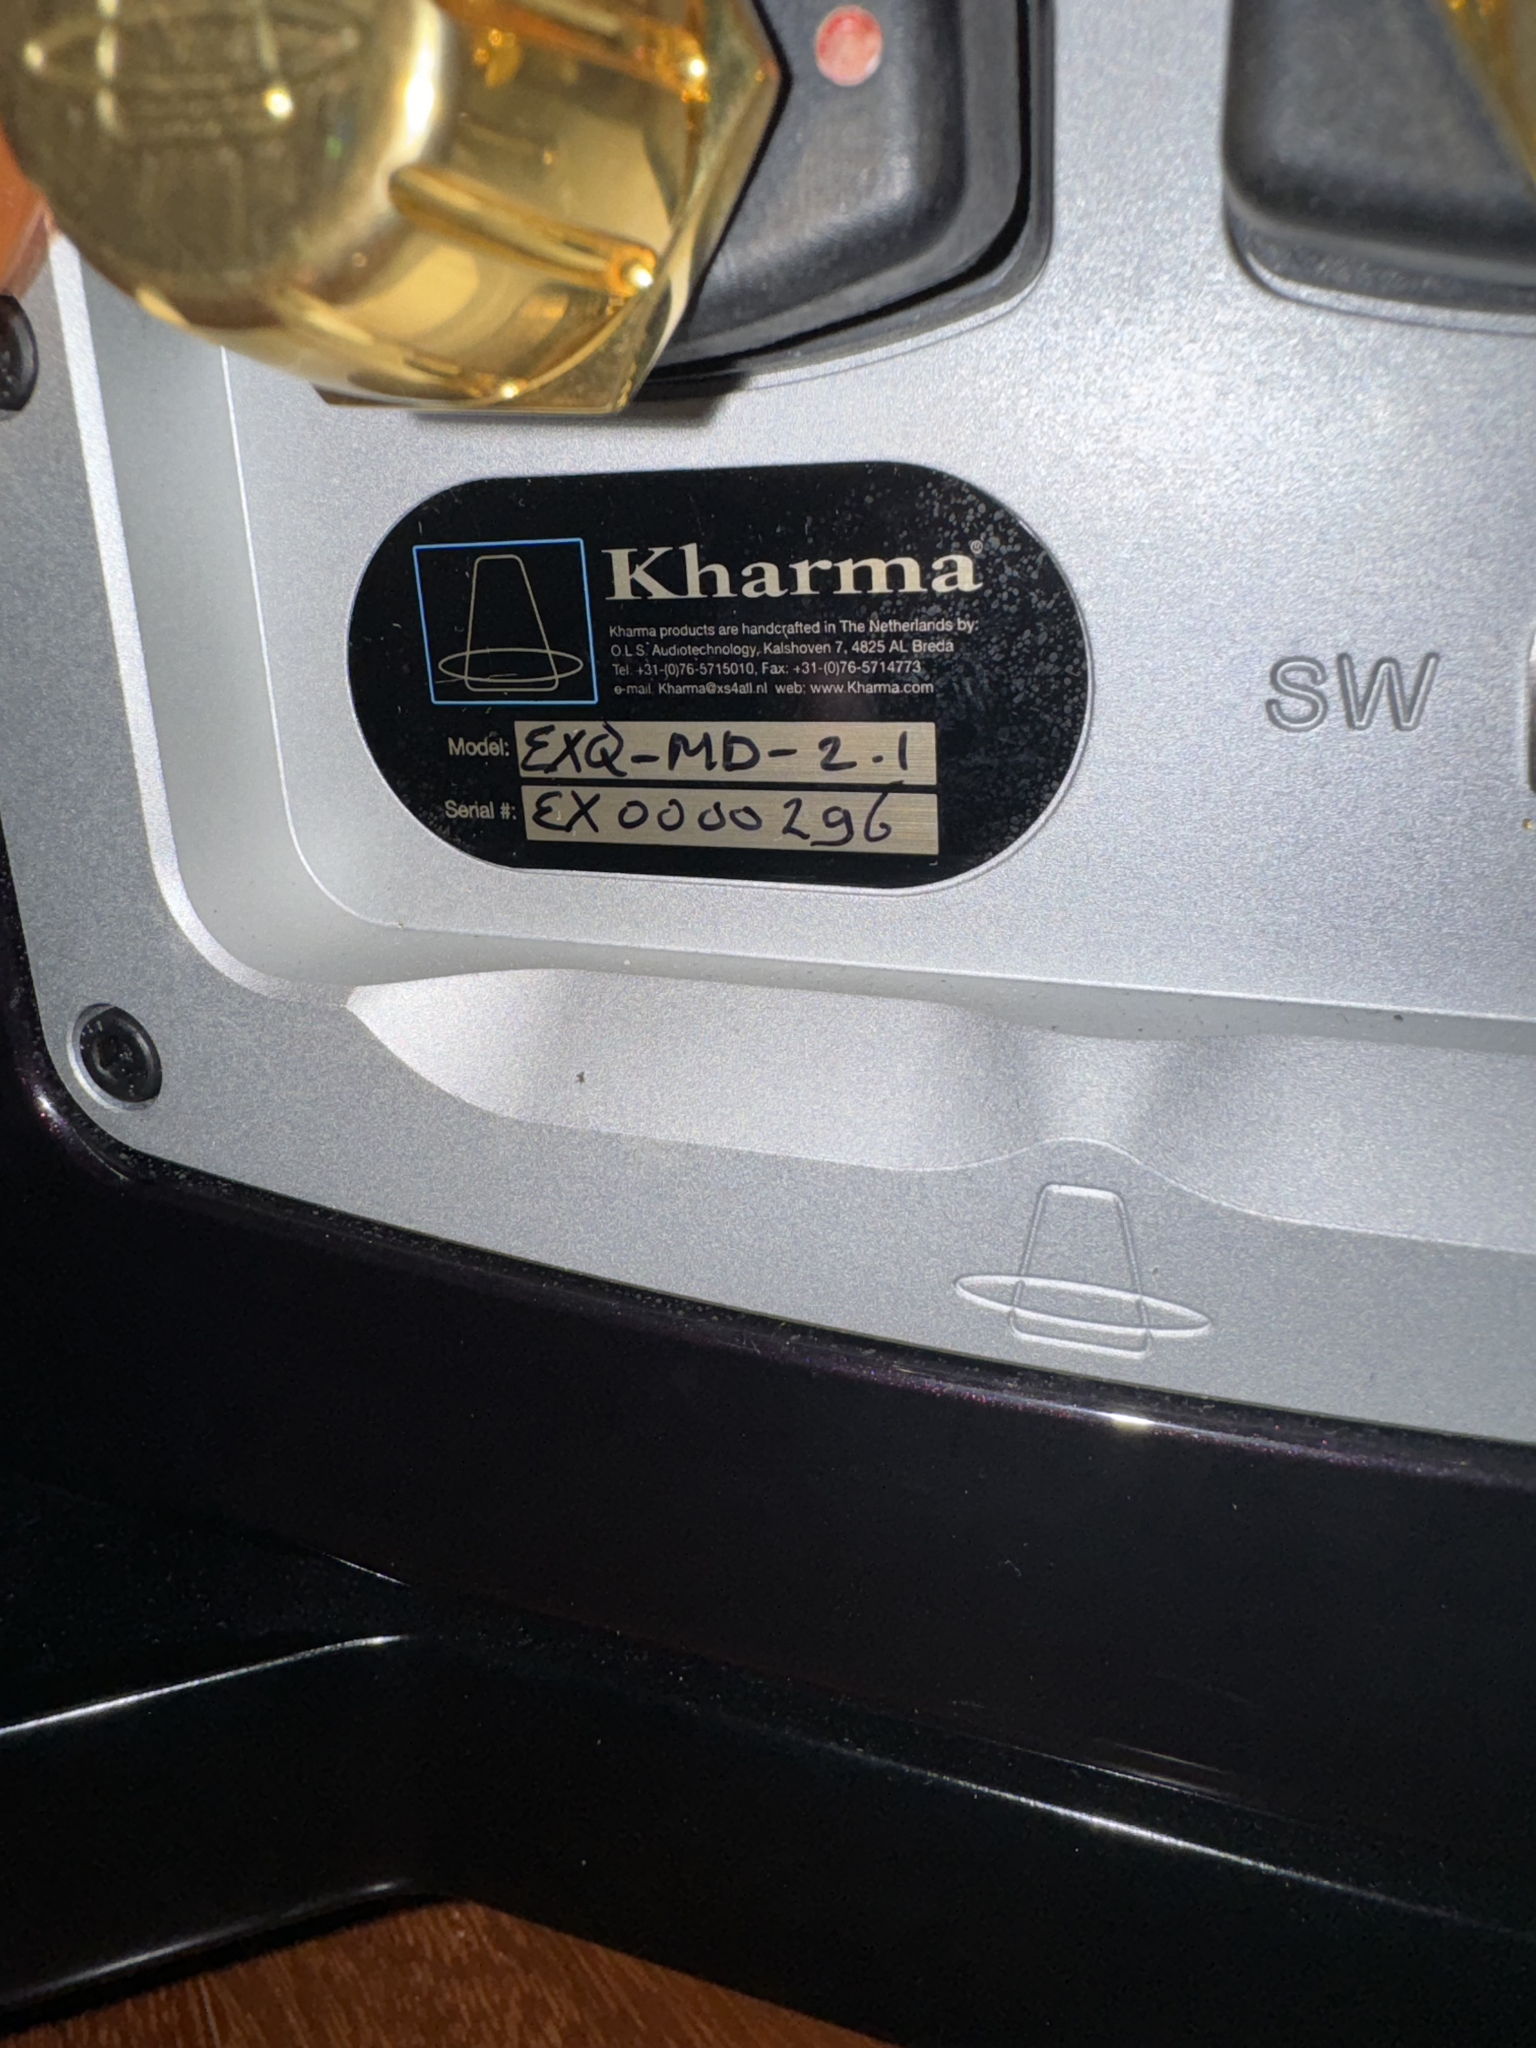 Kharma®
Kharma products are handcrafted in The Netherlands by:
O.L.S. Audiotechnology, Kalshoven 7, 4825 AL Breda
Tel. +31-(0)76-5715010, Fax: +31-(0)76-5714773
e-mail. Kharma@xs4all.nl web: www.Kharma.com
Model: EXQ-MD-2.1
Serial #: EX0000296
SW